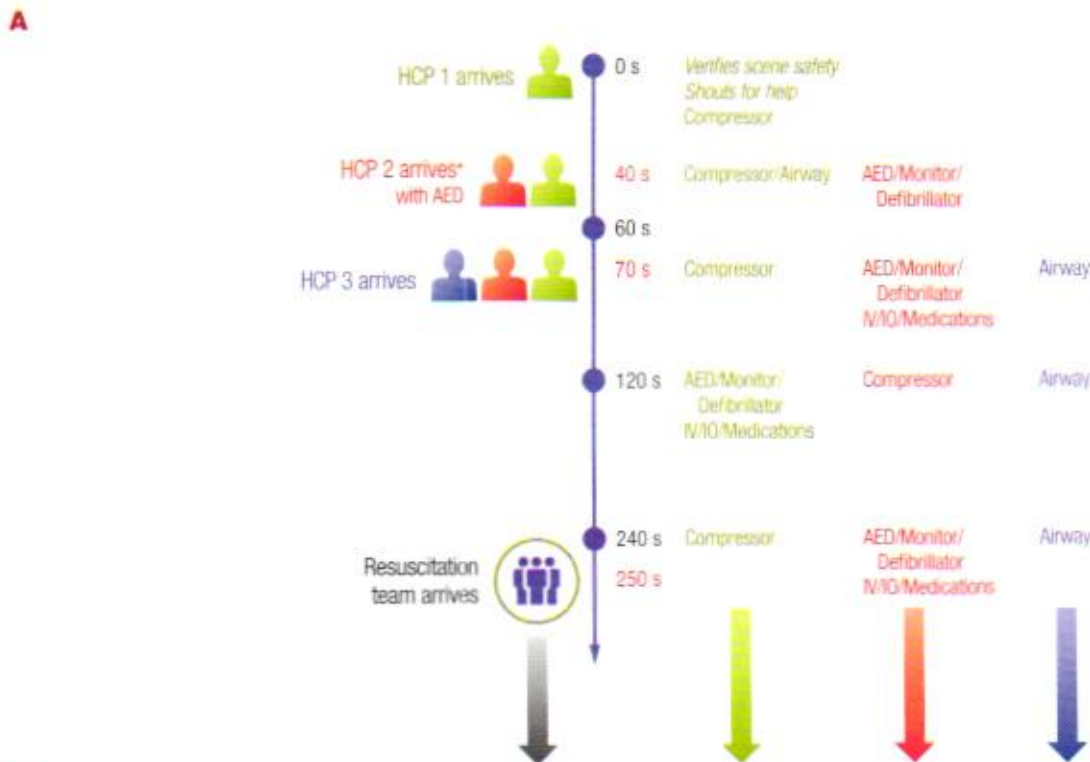 A
HCP 1 arrives
0 s
Verifies scene safety
Shouts for help
Compressor
HCP 2 arrives*
with AED
40 s
Compressor/Airway
AED/Monitor/
Defibrillator
60 s
HCP 3 arrives
70 s
Compressor
AED/Monitor/
Defibrillator
IV/IO/Medications
Airway
120 s
AED/Monitor/
Defibrillator
IV/IO/Medications
Compressor
Airway
Resuscitation
team arrives
240 s
250 s
Compressor
AED/Monitor/
Defibrillator
IV/IO/Medications
Airway